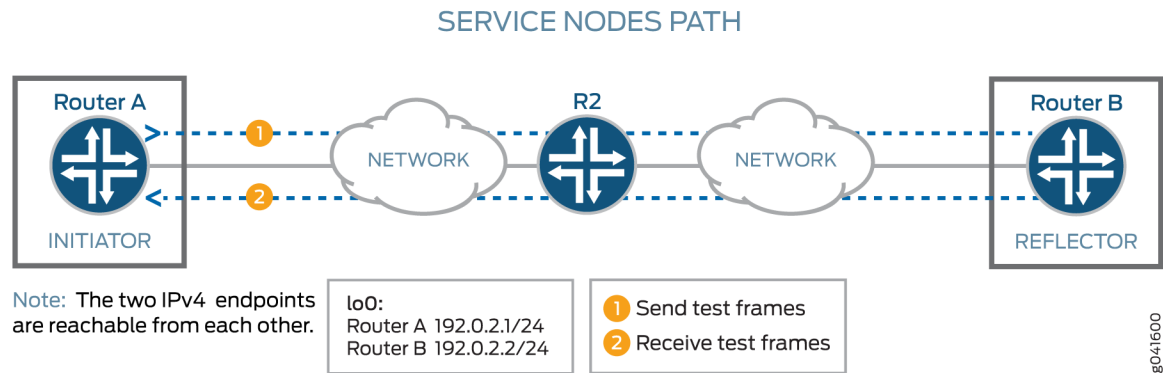 SERVICE NODES PATH
Router A
R2
Router B
1
NETWORK
NETWORK
2
INITIATOR
REFLECTOR
Note: The two IPv4 endpoints
are reachable from each other.
lo0:
Router A 192.0.2.1/24
Router B 192.0.2.2/24
1 Send test frames
2 Receive test frames
g041600